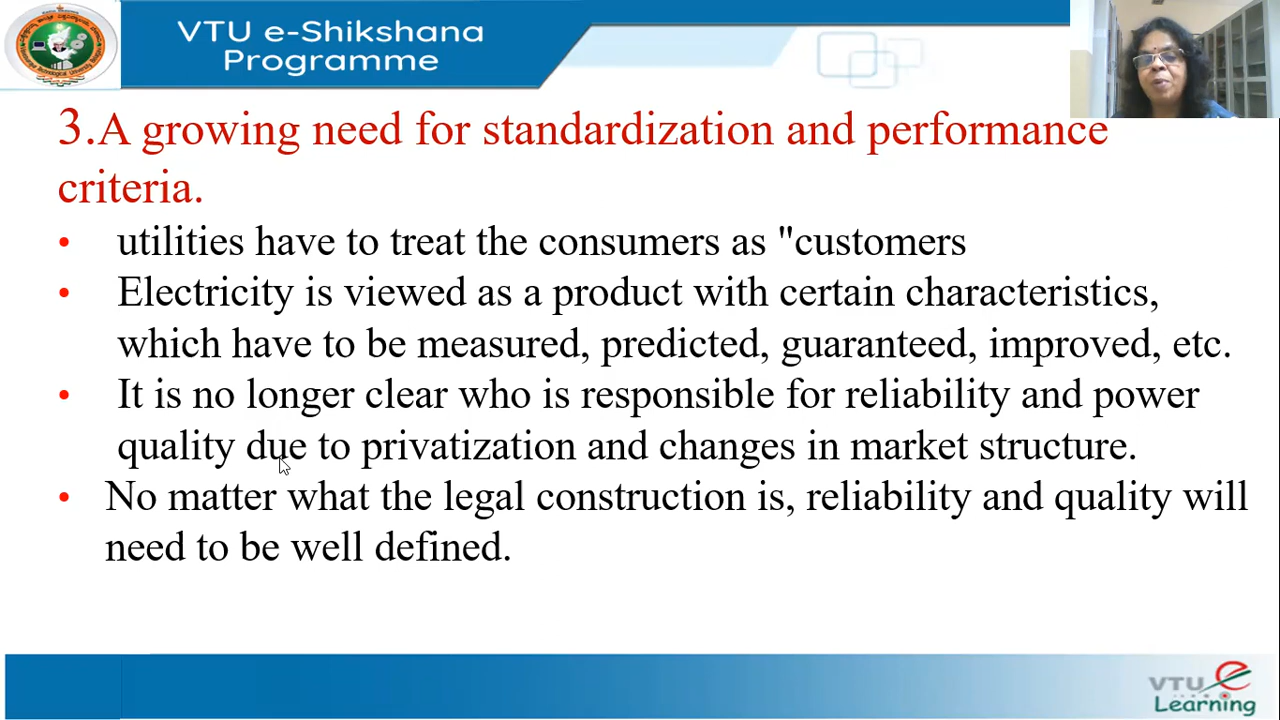 VTU e-Shikshana
Programme
3.A growing need for standardization and performance
criteria.
• utilities have to treat the consumers as "customers
• Electricity is viewed as a product with certain characteristics,
which have to be measured, predicted, guaranteed, improved, etc.
• It is no longer clear who is responsible for reliability and power
quality due to privatization and changes in market structure.
• No matter what the legal construction is, reliability and quality will
need to be well defined.
VTU e
Learning